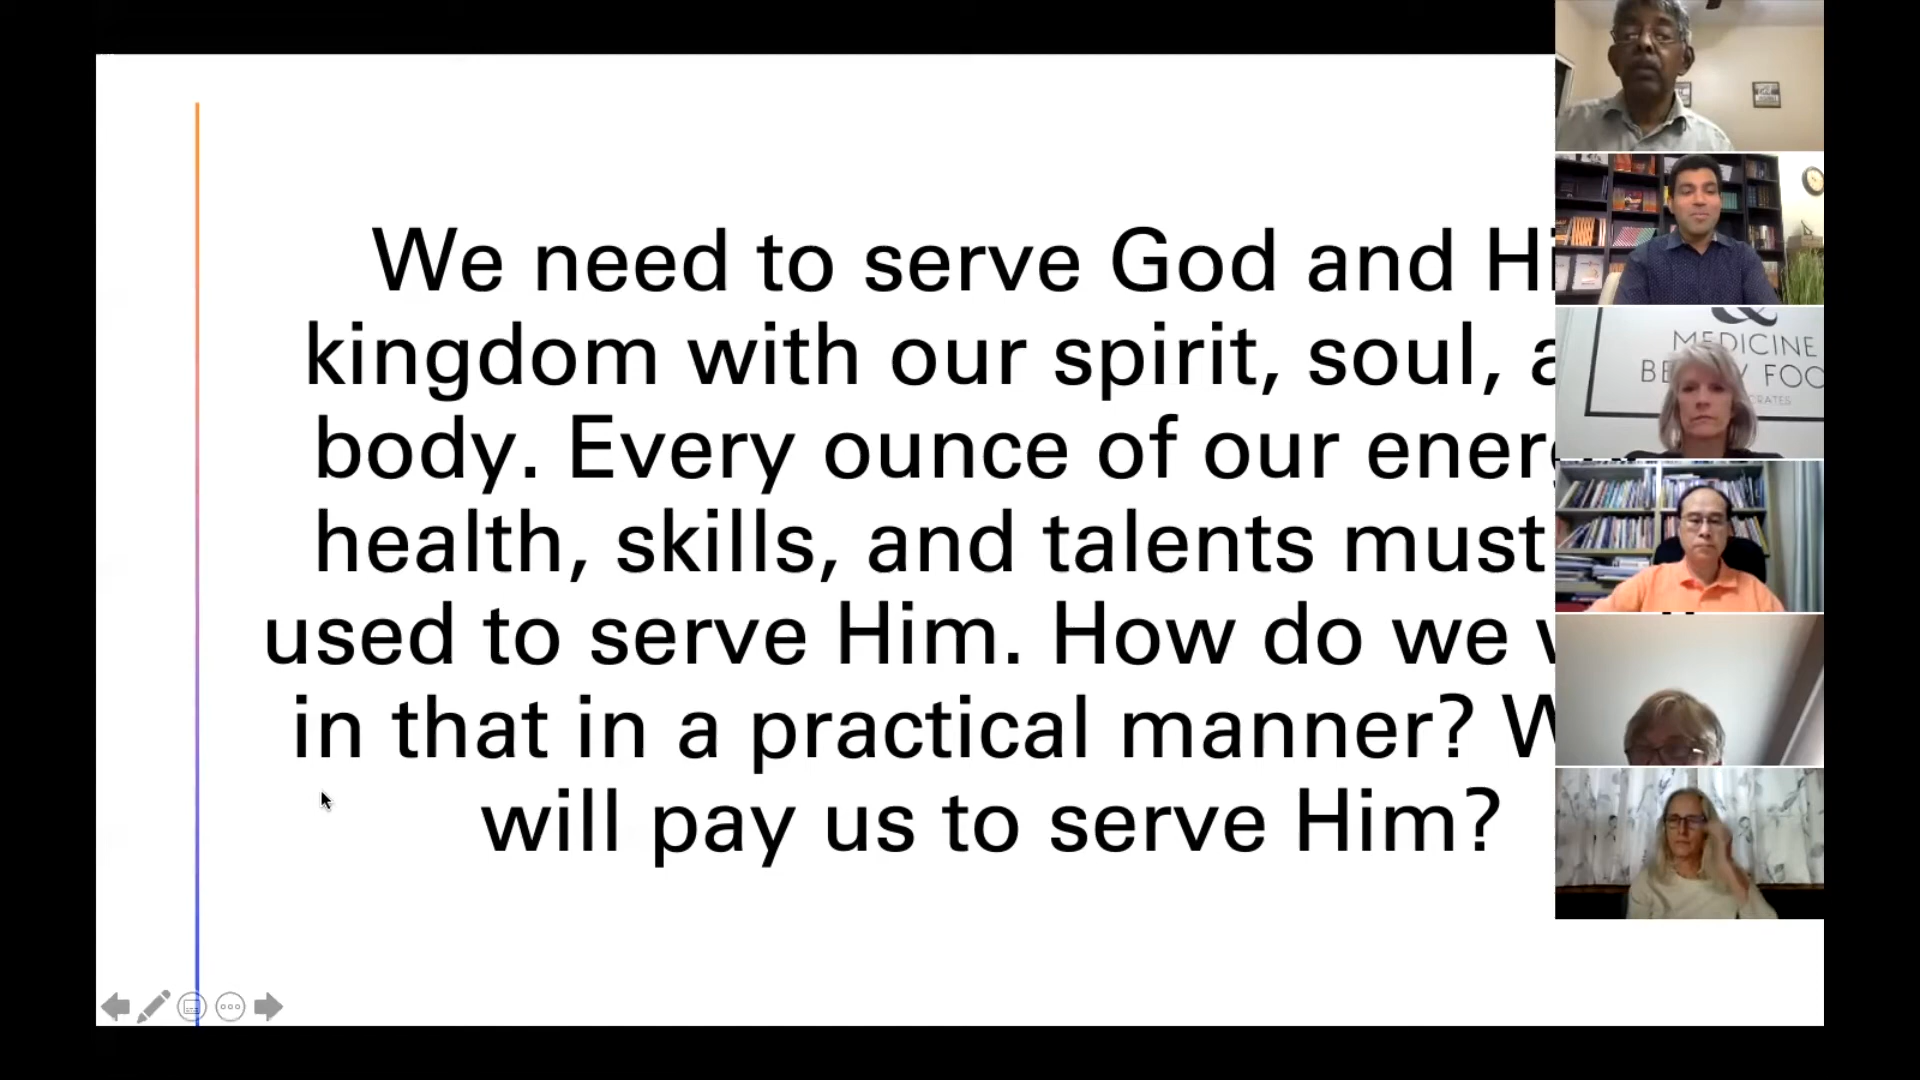 We need to serve God and Hi
kingdom with our spirit, soul, a
body. Every ounce of our ener
health, skills, and talents must
used to serve Him. How do we
in that in a practical manner? W
will pay us to serve Him?
MEDICINE